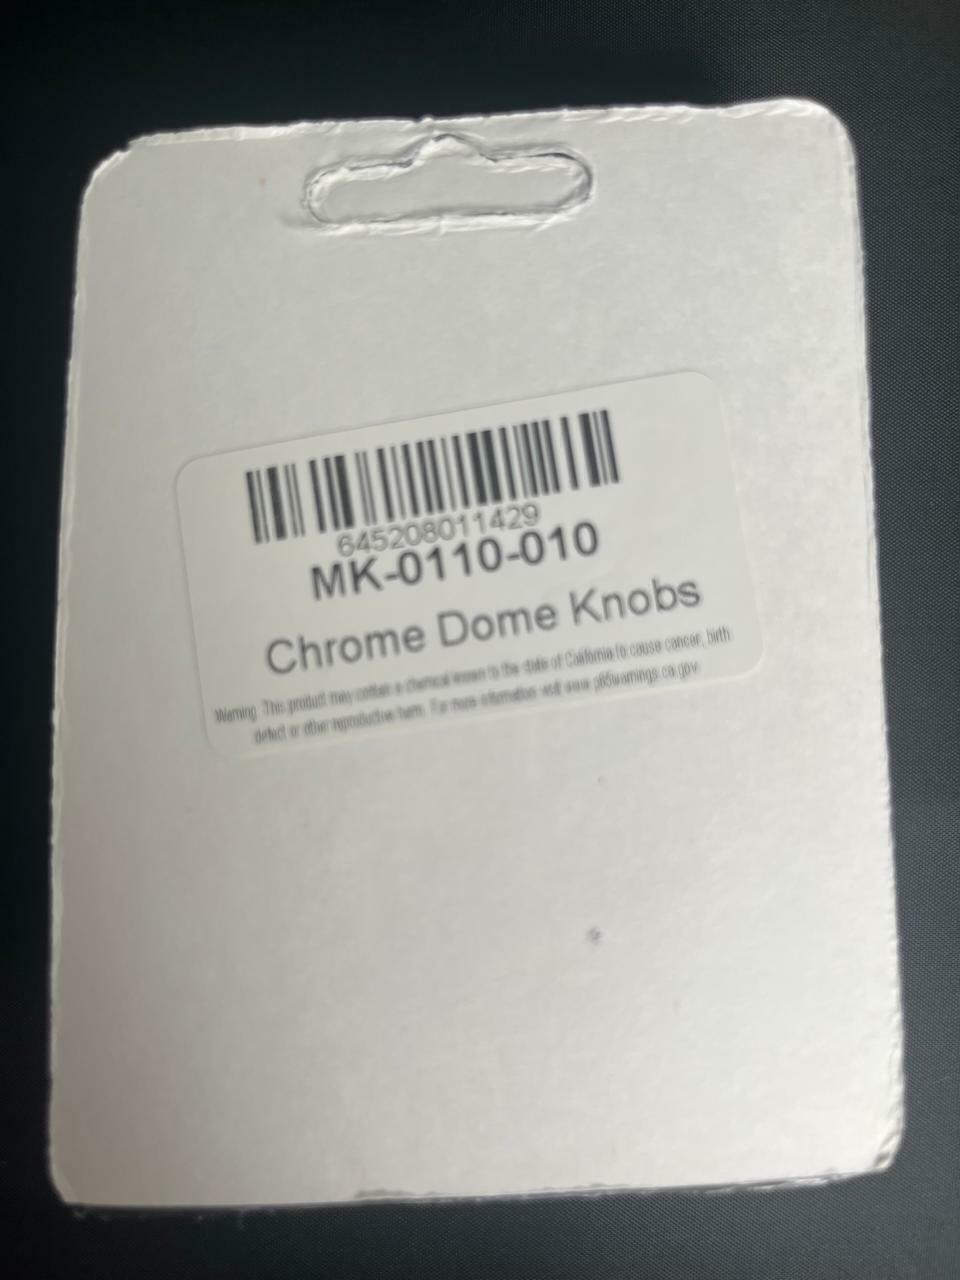 645208011429
MK-0110-010
Chrome Dome Knobs
Warning This product may contain a chemical known to the state of California to cause cancer, birth
defect or other reproductive harm. For more information visit www.p65warnings.ca.gov